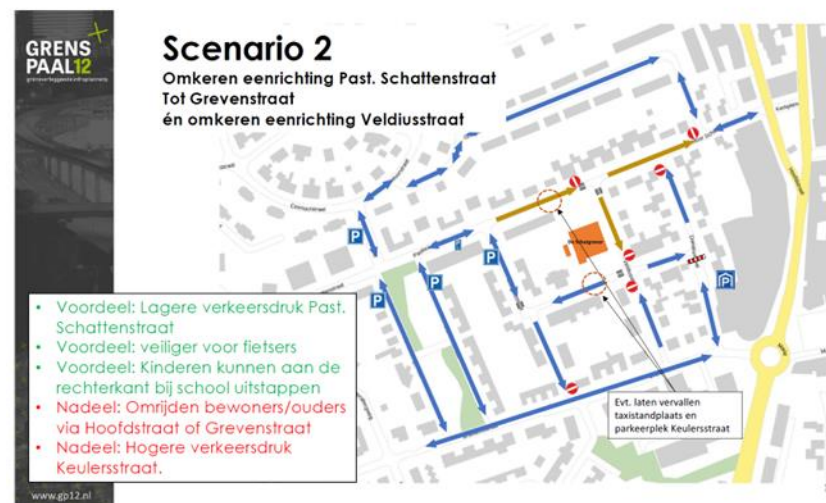 GRENS
PAAL12
Scenario 2
Omkeren eenrichting Past. Schattenstraat
Tot Grevenstraat
én omkeren eenrichting Veldiusstraat
P
P
P
P
P
• Voordeel: Lagere verkeersdruk Past.
Schattenstraat
• Voordeel: veiliger voor fietsers
• Voordeel: Kinderen kunnen aan de
rechterkant bij school uitstappen
• Nadeel: Omrijden bewoners/ouders
via Hoofdstraat of Grevenstraat
• Nadeel: Hogere verkeersdruk
Keulersstraat.
Evt. laten vervallen
taxistandplaats en
parkeerplek Keulersstraat
www.gp12.nl